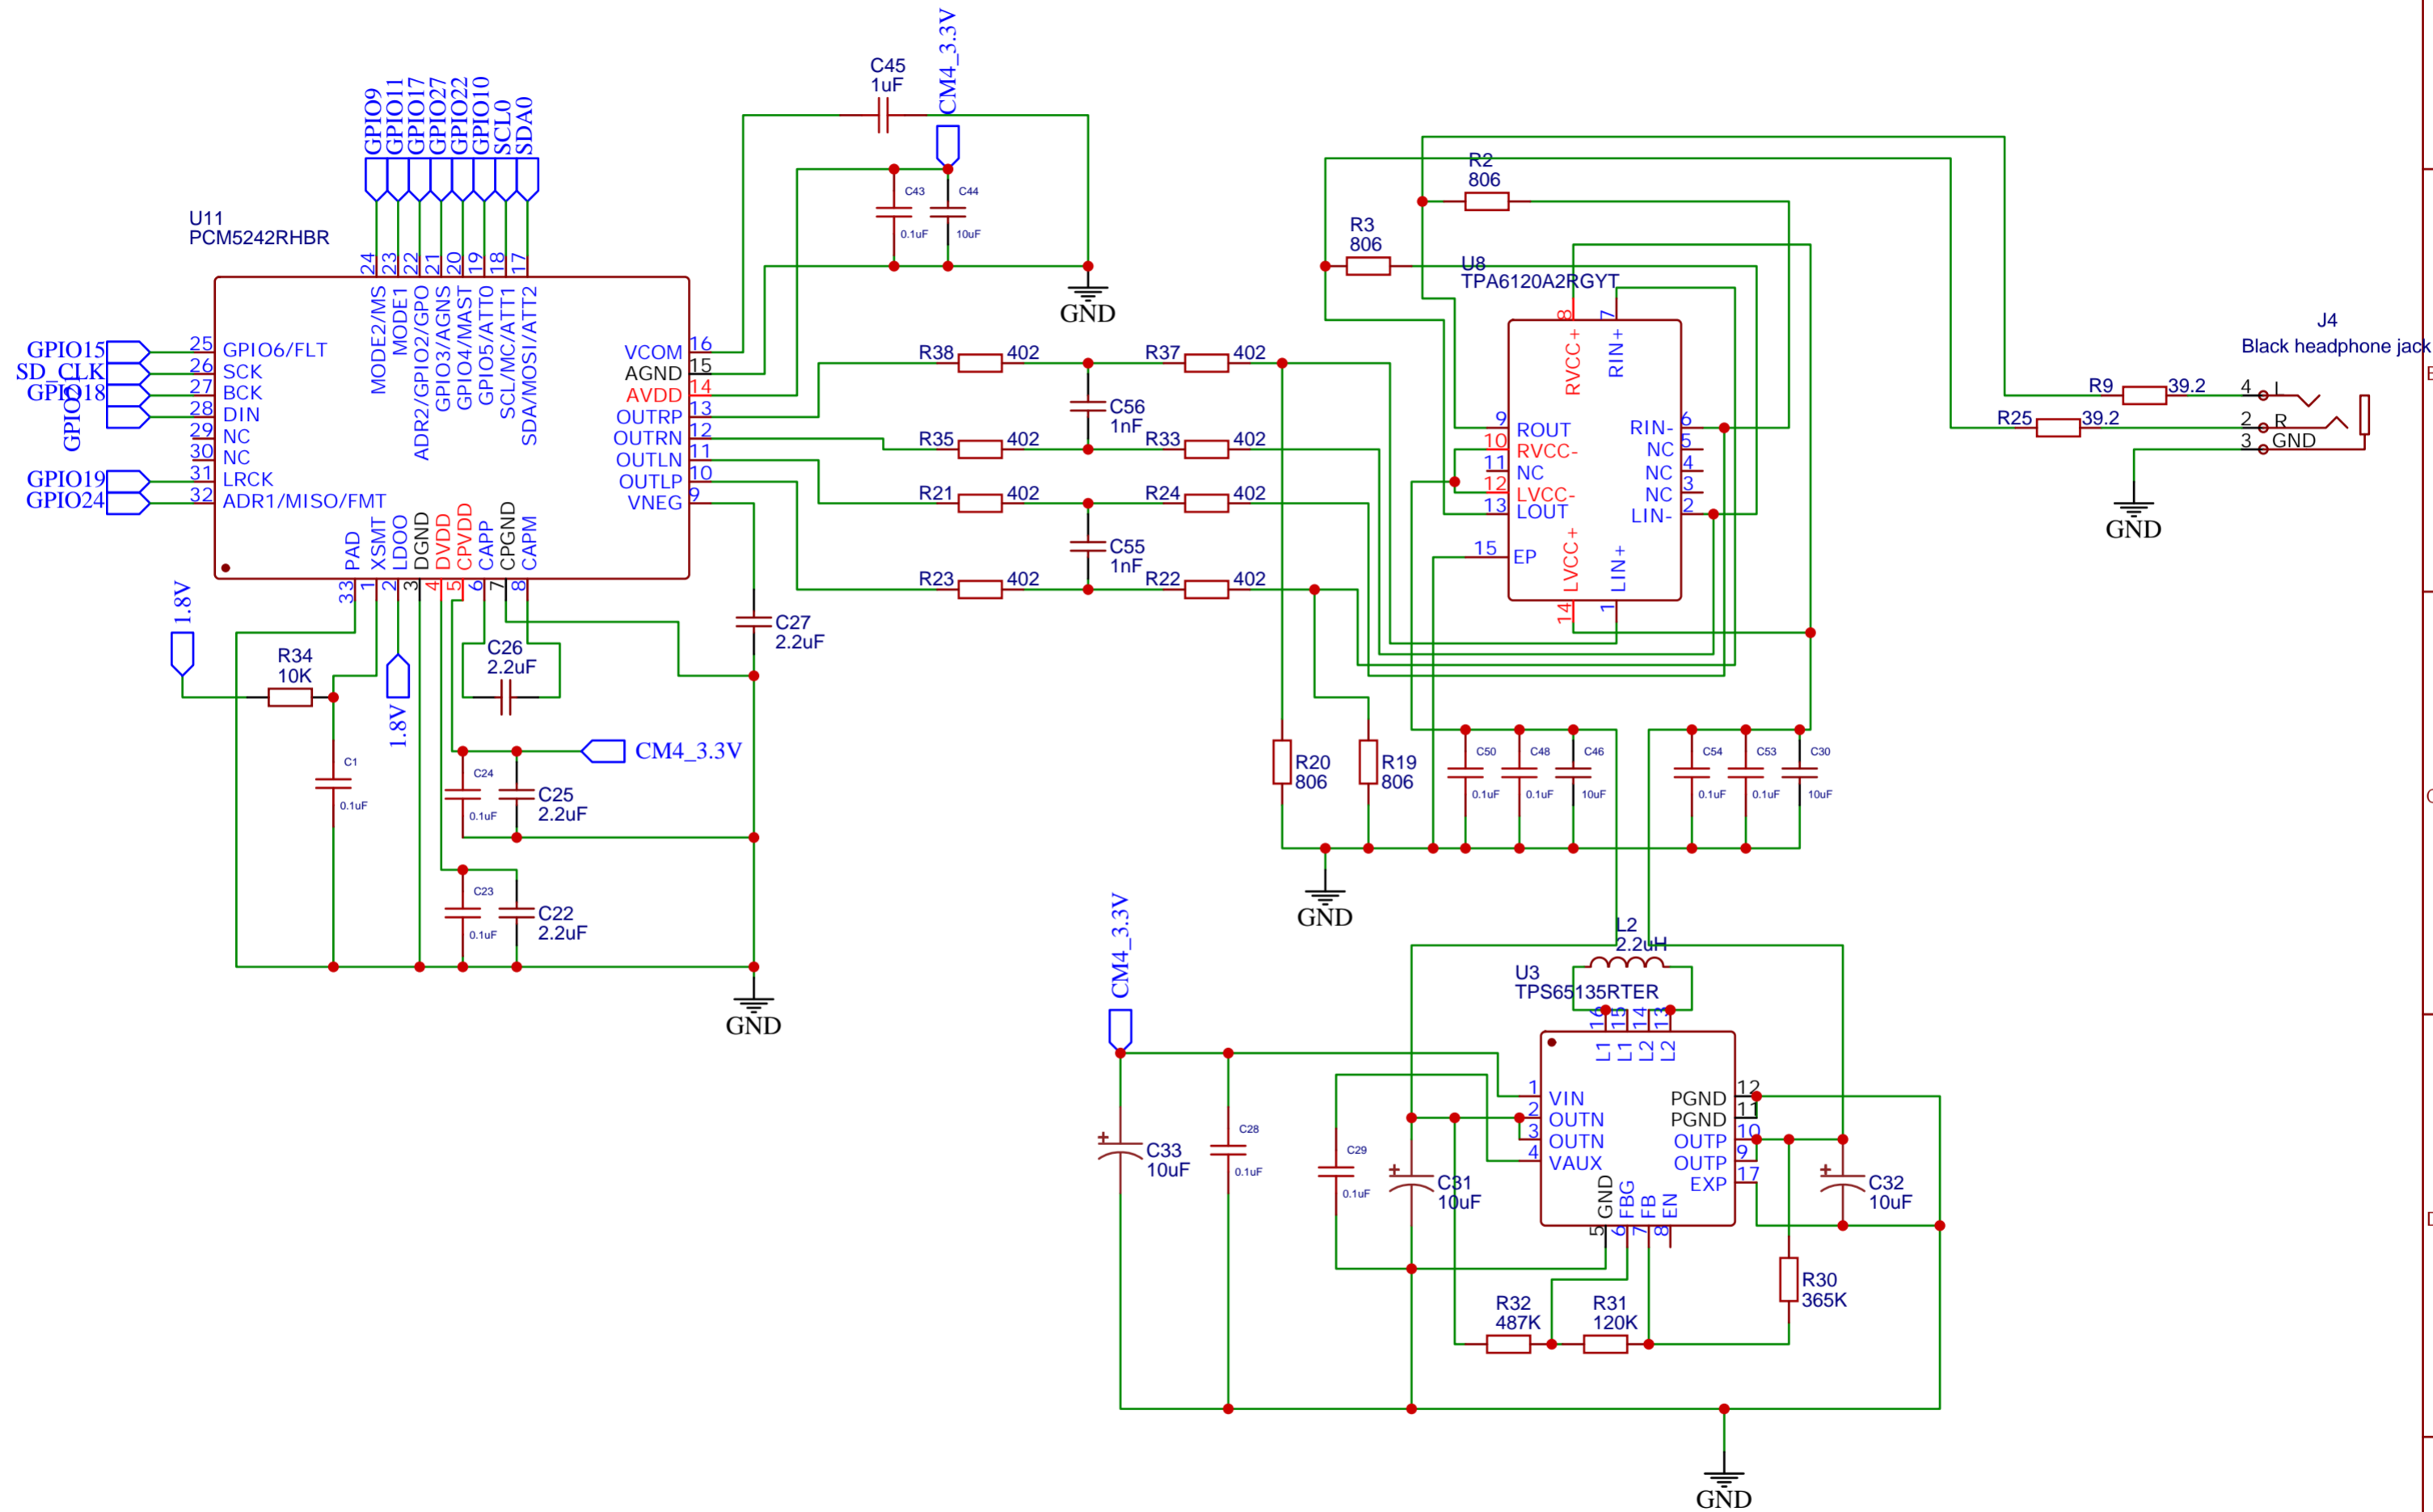 CM4_3.3V
C45
1uF
GPIO9
GPIO11
GPIO17
GPIO27
GPIO22
GPIO10
SCL0
SDA0
C43
0.1uF
C44
10uF
GND
U11
PCM5242RHBR
24
23
22
21
20
19
18
17
MODE2/MS
MODE1
ADR2/GPIO2/GPO
GPIO3/AGNS
GPIO4/MAST
GPIO5/ATT0
SCL/MC/ATT1
SDA/MOSI/ATT2
GPIO15
25
GPIO6/FLT
SD_CLK
26
SCK
GPIO18
27
BCK
28
DIN
29
NC
30
NC
GPIO19
31
LRCK
GPIO24
32
ADR1/MISO/FMT
VCOM
16
AGND
15
AVDD
14
OUTRP
13
OUTRN
12
OUTLN
11
OUTLP
10
VNEG
9
PAD
XSMT
LDOO
DGND
DVDD
CPVDD
CAPP
CPGND
CAPM
33
1
2
3
4
5
6
7
8
1.8V
R34
10K
1.8V
C26
2.2uF
C27
2.2uF
CM4_3.3V
C1
0.1uF
C24
0.1uF
C25
2.2uF
C23
0.1uF
C22
2.2uF
GND
R38
402
R37
402
C56
1nF
R35
402
R33
402
R21
402
R24
402
C55
1nF
R23
402
R22
402
R2
806
R3
806
U8
TPA6120A2RGYT
8
7
RVCC+
RIN+
9
ROUT
10
RVCC-
11
NC
12
LVCC-
13
LOUT
15
EP
RIN-
6
NC
5
NC
4
NC
3
LIN-
2
LVCC+
LIN+
14
1
J4
Black headphone jack
R9
39.2
4
L
R25
39.2
2
R
3
GND
GND
R20
806
R19
806
C50
0.1uF
C48
0.1uF
C46
10uF
C54
0.1uF
C53
0.1uF
C30
10uF
GND
CM4_3.3V
L2
2.2uH
U3
TPS65135RTER
16
15
14
13
L1
L1
L2
L2
1
VIN
2
OUTN
3
OUTN
4
VAUX
PGND
12
PGND
11
OUTP
10
OUTP
9
EXP
17
GND
FBG
FB
EN
5
6
7
8
C33
10uF
C28
0.1uF
C29
0.1uF
C31
10uF
C32
10uF
R30
365K
R32
487K
R31
120K
GND